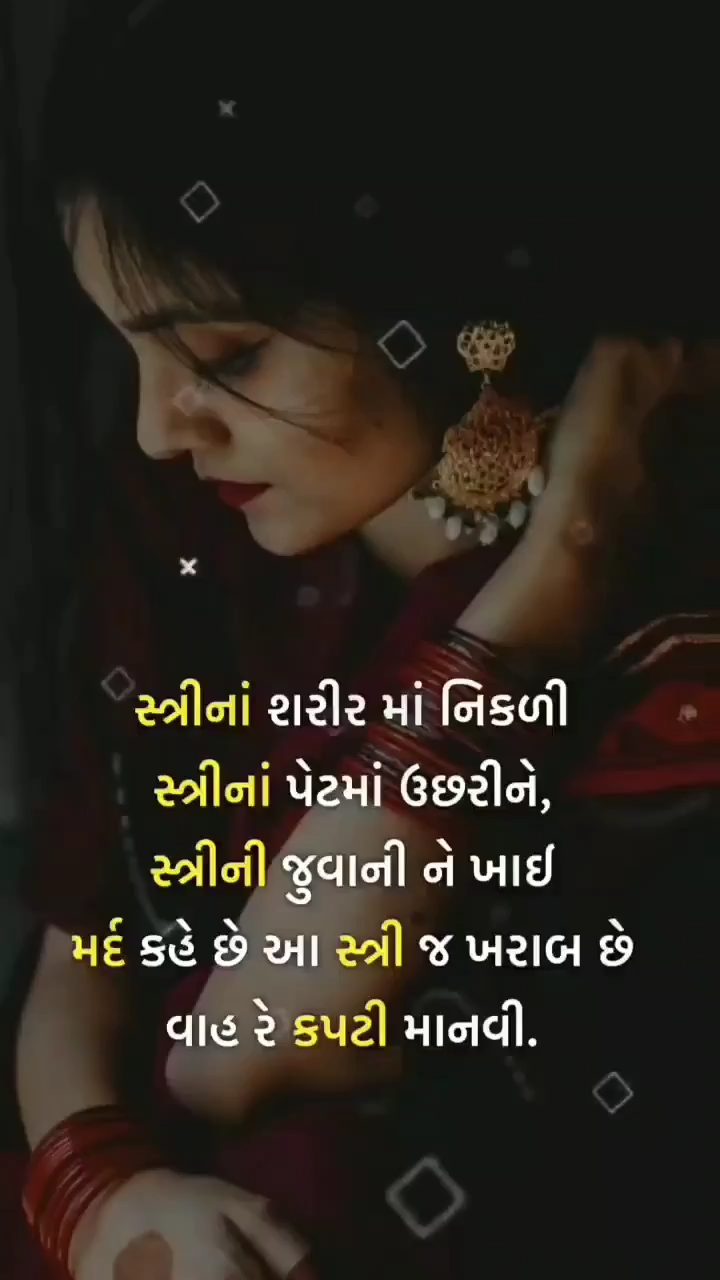 સ્ત્રીનાં શરીર માં નિકળી
સ્ત્રીનાં પેટમાં ઉછરીને,
સ્ત્રીની જુવાની ને ખાઈ
મર્દ કહે છે આ સ્ત્રી જ ખરાબ છે
વાહ રે કપટી માનવી.